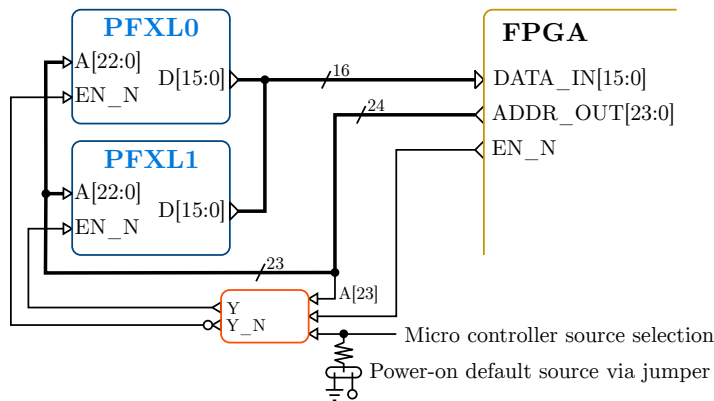 PFXL0
A[22:0]
D[15:0]
EN_N
PFXL1
A[22:0]
D[15:0]
EN_N
16
24
23
FPGA
DATA_IN[15:0]
ADDR_OUT[23:0]
EN_N
A[23]
Y
Y_N
Micro controller source selection
Power-on default source via jumper